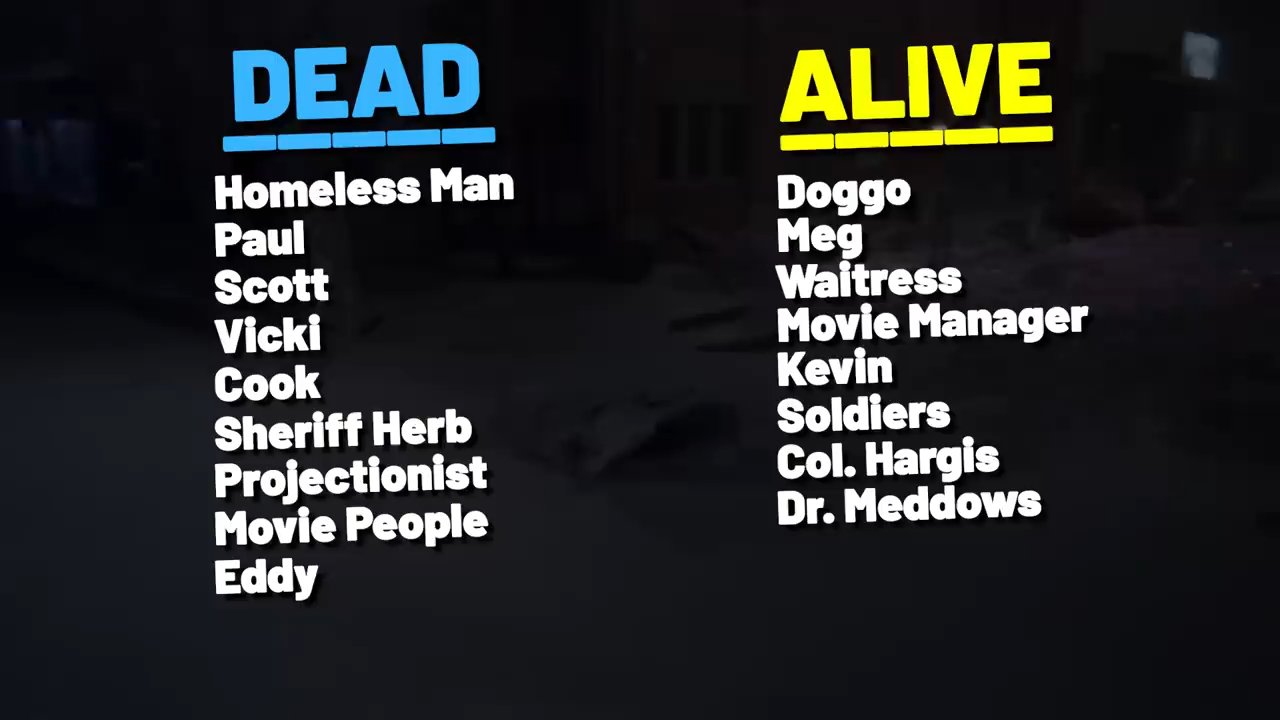 DEAD
Homeless Man
Paul
Scott
Vicki
Cook
Sheriff Herb
Projectionist
Movie People
Eddy
ALIVE
Doggo
Meg
Waitress
Movie Manager
Kevin
Soldiers
Col. Hargis
Dr. Meddows